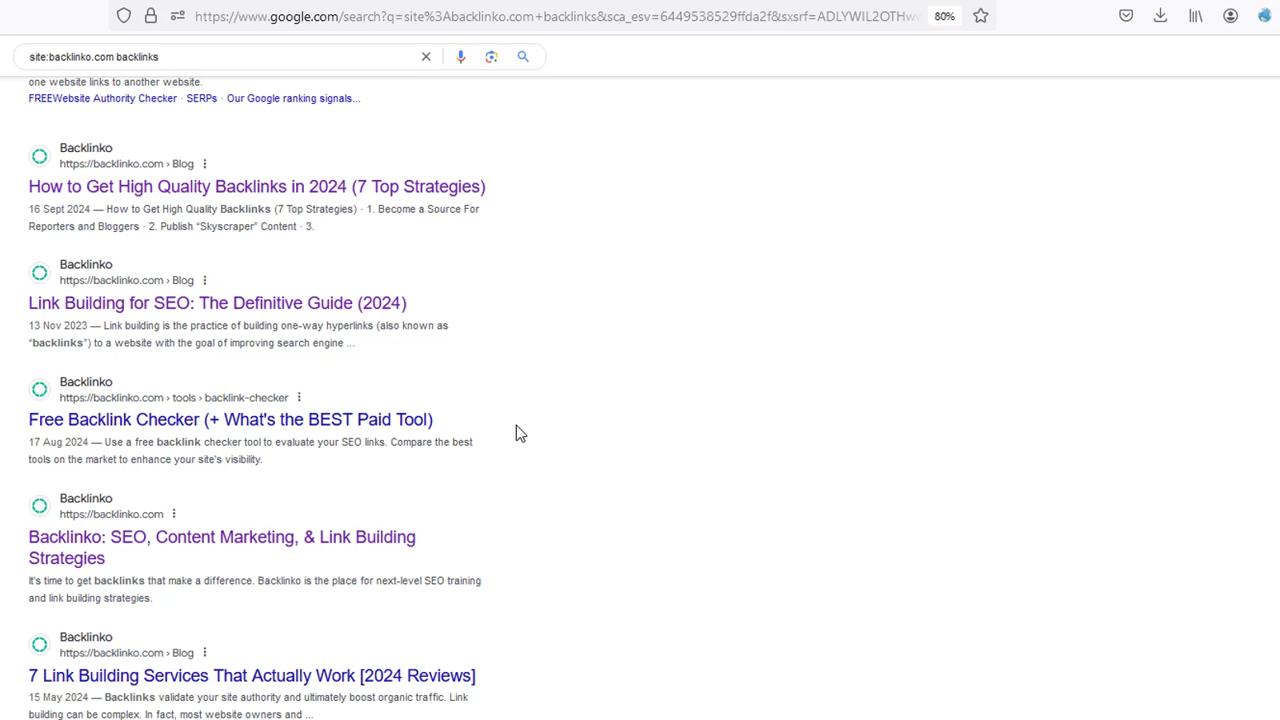 https://www.google.com/search?q=site%3Abacklinko.com+backlinks&sca_esv=6449538529ffda2f&sxsrf=ADLYWIL2OTHw
80%
site:backlinko.com backlinks
one website links to another website.
FREEWebsite Authority Checker · SERPs · Our Google ranking signals...
Backlinko
https://backlinko.com › Blog
How to Get High Quality Backlinks in 2024 (7 Top Strategies)
16 Sept 2024 — How to Get High Quality Backlinks (7 Top Strategies) · 1. Become a Source For
Reporters and Bloggers · 2. Publish “Skyscraper” Content · 3.
Backlinko
https://backlinko.com › Blog
Link Building for SEO: The Definitive Guide (2024)
13 Nov 2023 — Link building is the practice of building one-way hyperlinks (also known as
“backlinks”) to a website with the goal of improving search engine ...
Backlinko
https://backlinko.com › tools › backlink-checker
Free Backlink Checker (+ What's the BEST Paid Tool)
17 Aug 2024 — Use a free backlink checker tool to evaluate your SEO links. Compare the best
tools on the market to enhance your site's visibility.
Backlinko
https://backlinko.com
Backlinko: SEO, Content Marketing, & Link Building
Strategies
It's time to get backlinks that make a difference. Backlinko is the place for next-level SEO training
and link building strategies.
Backlinko
https://backlinko.com › Blog
7 Link Building Services That Actually Work [2024 Reviews]
15 May 2024 — Backlinks validate your site authority and ultimately boost organic traffic. Link
building can be complex. In fact, most website owners and ...